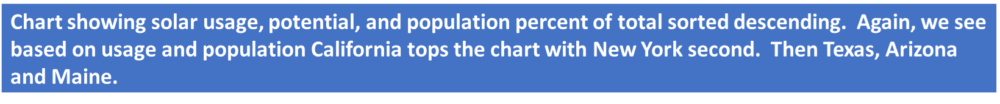 Chart showing solar usage, potential, and population percent of total sorted descending.  Again, we see
based on usage and population California tops the chart with New York second.  Then Texas, Arizona
and Maine.